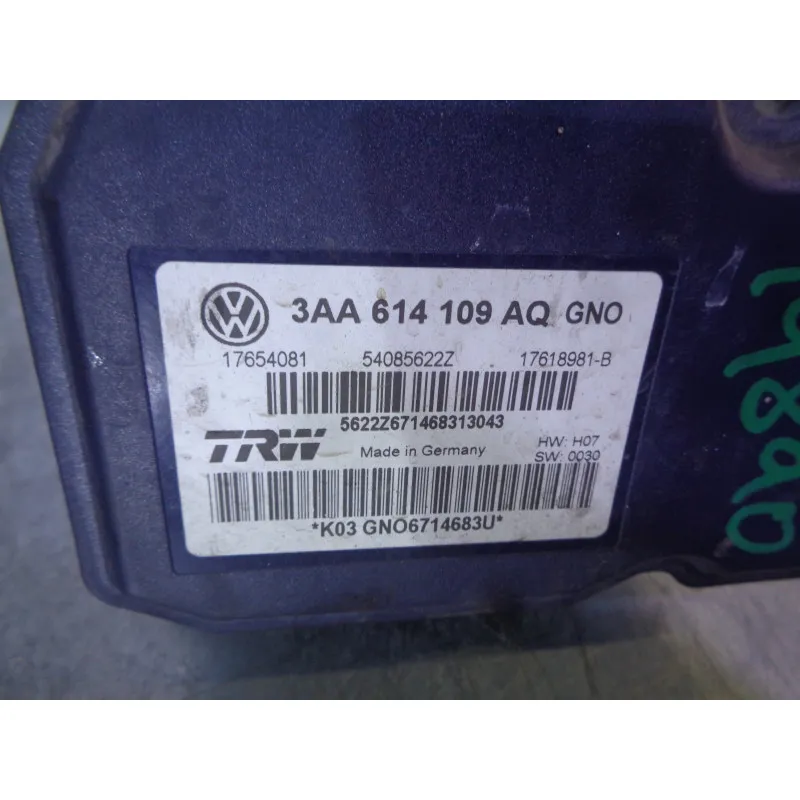 3AA 614 109 AQ GNO
17654081 54085622Z 17618981-B
5622Z671468313043
TRW Made in Germany HW: H07
SW: 0030
*K03 GNO6714683U*